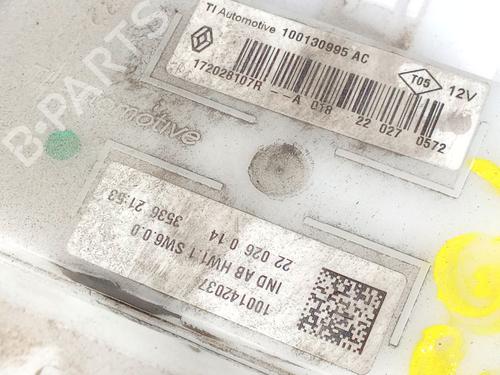 TI Automotive 100130995 AC
T05 12V
172028107R -- A 018 22 027 0572
omotive
100142037
IND AB HW1.1 SW6.0.0
22 026 0 14
3536 21:53
B-PARTS